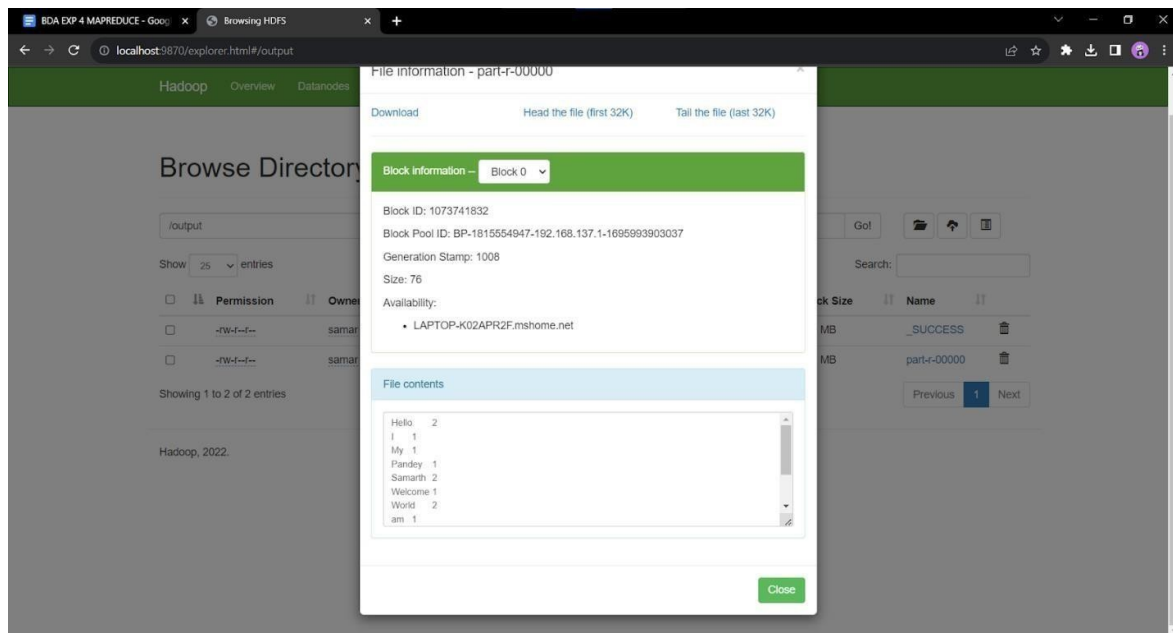 BDA EXP 4 MAPREDUCE - Goog
Browsing HDFS
localhost:9870/explorer.html#/output
Hadoop Overview Datanodes
File information - part-r-00000
Download Head the file (first 32K) Tail the file (last 32K)
Browse Directory
Block information -- Block 0
Block ID: 1073741832
/output
Go!
Block Pool ID: BP-1815554947-192.168.137.1-1695993903037
Generation Stamp: 1008
Show 25 entries
Search:
Size: 76
Permission Owner ck Size Name
Availability:
LAPTOP-K02APR2F.mshome.net
-rw-r--r-- samar MB _SUCCESS
-rw-r--r-- samar MB part-r-00000
Showing 1 to 2 of 2 entries
Previous 1 Next
File contents
Hello 2
I 1
My 1
Pandey 1
Samarth 2
Welcome 1
World 2
am 1
Hadoop, 2022.
Close